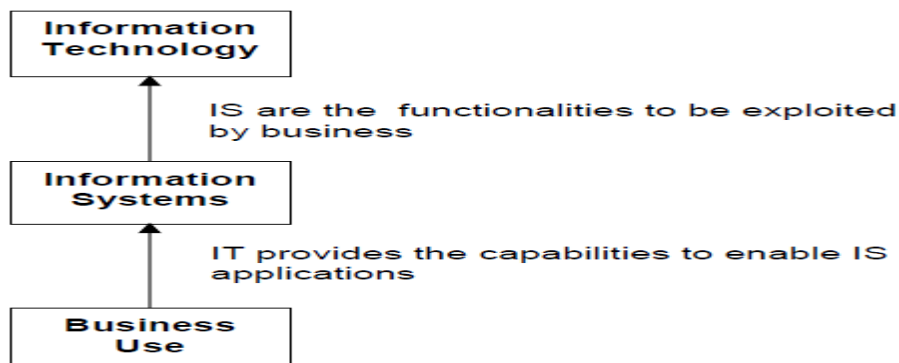 Information
Technology
IS are the functionalities to be exploited
by business
Information
Systems
IT provides the capabilities to enable IS
applications
Business
Use